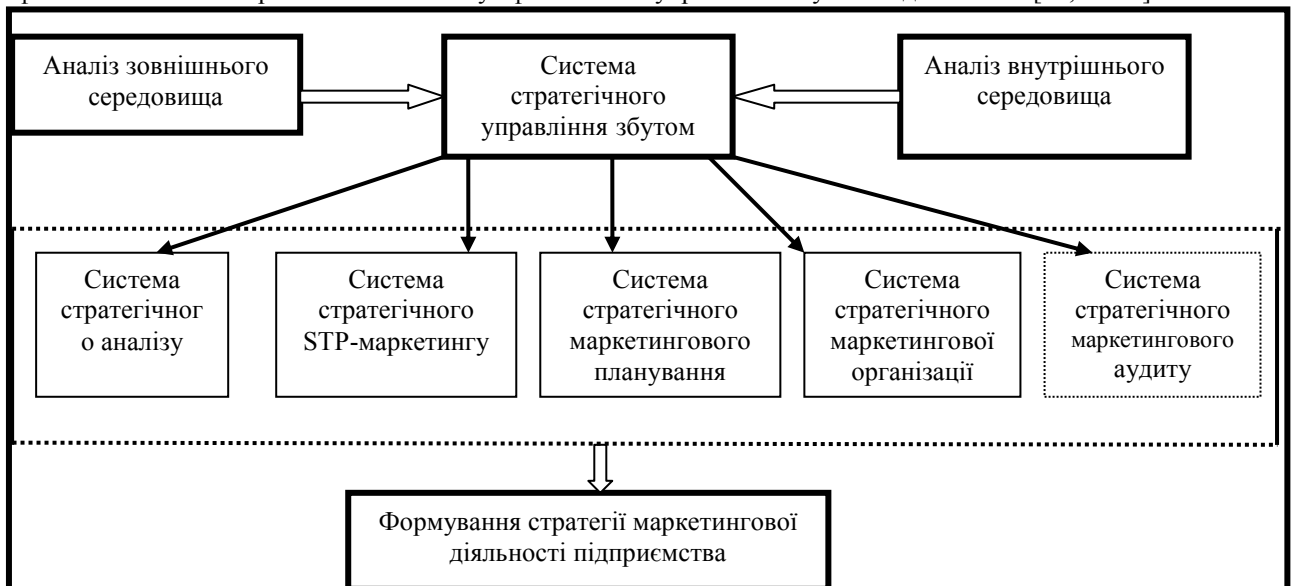 Аналіз зовнішнього
середовища
Система
стратегічного
управління збутом
Аналіз внутрішнього
середовища
Система
стратегічног
о аналізу
Система
стратегічного
STP-маркетингу
Система
стратегічного
маркетингового
планування
Система
стратегічного
маркетингової
організації
Система
стратегічного
маркетингового
аудиту
Формування стратегії маркетингової
діяльності підприємства